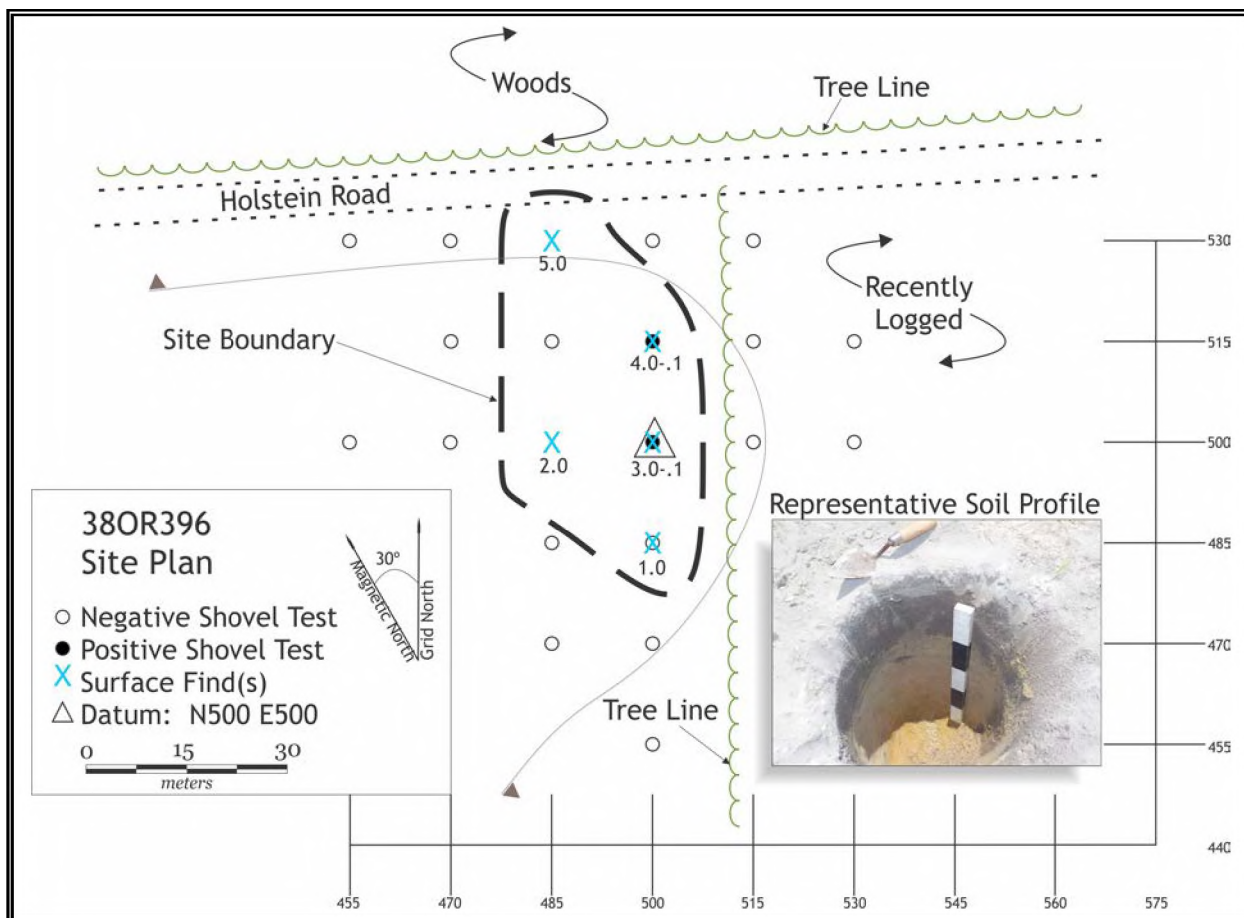 Woods
Tree Line
Holstein Road
530
5.0
Recently
Logged
Site Boundary
515
4.0-.1
500
2.0
3.0-.1
Representative Soil Profile
38OR396
Site Plan
30°
Magnetic North
Grid North
485
1.0
Negative Shovel Test
Positive Shovel Test
Surface Find(s)
Datum: N500 E500
470
Tree Line
0 15 30
meters
455
440
455 470 485 500 515 530 545 560 575